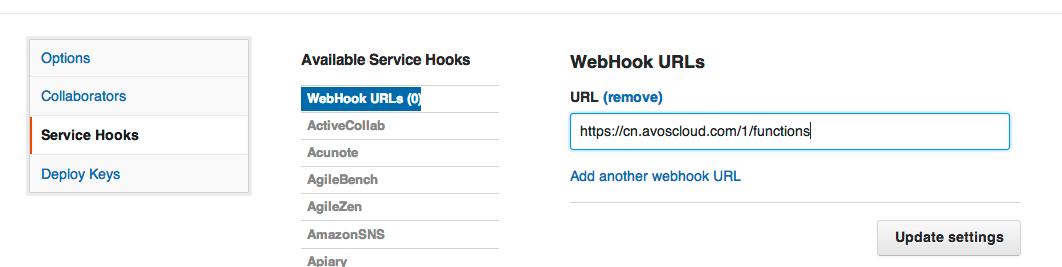 Options
Collaborators
Service Hooks
Deploy Keys
Available Service Hooks
WebHook URLs (0)
ActiveCollab
Acunote
AgileBench
AgileZen
AmazonSNS
Apiary
WebHook URLs
URL (remove)
https://cn.avoscloud.com/1/functions
Add another webhook URL
Update settings